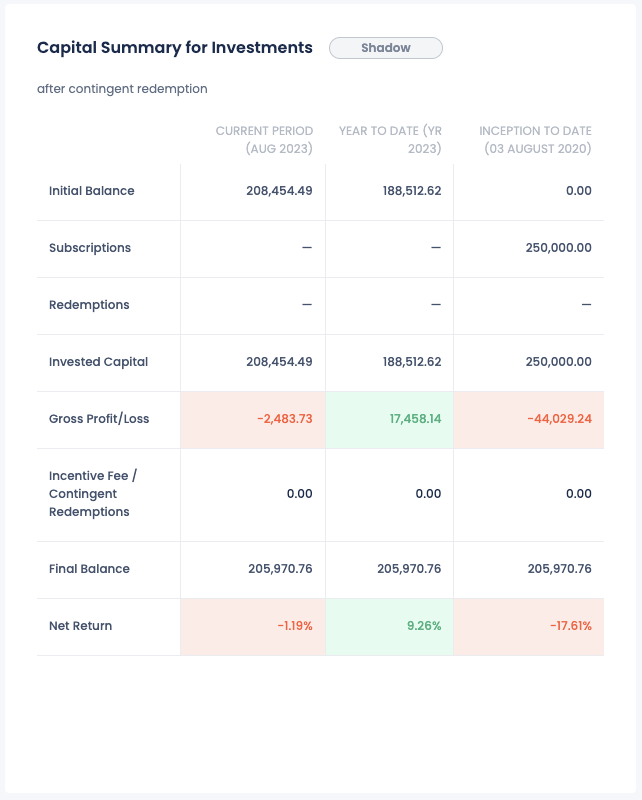 Capital Summary for Investments Shadow
after contingent redemption
CURRENT PERIOD YEAR TO DATE (YR INCEPTION TO DATE
(AUG 2023) 2023) (03 AUGUST 2020)
Initial Balance 208,454.49 188,512.62 0.00
Subscriptions — — 250,000.00
Redemptions — — —
Invested Capital 208,454.49 188,512.62 250,000.00
Gross Profit/Loss -2,483.73 17,458.14 -44,029.24
Incentive Fee /
Contingent 0.00 0.00 0.00
Redemptions
Final Balance 205,970.76 205,970.76 205,970.76
Net Return -1.19% 9.26% -17.61%